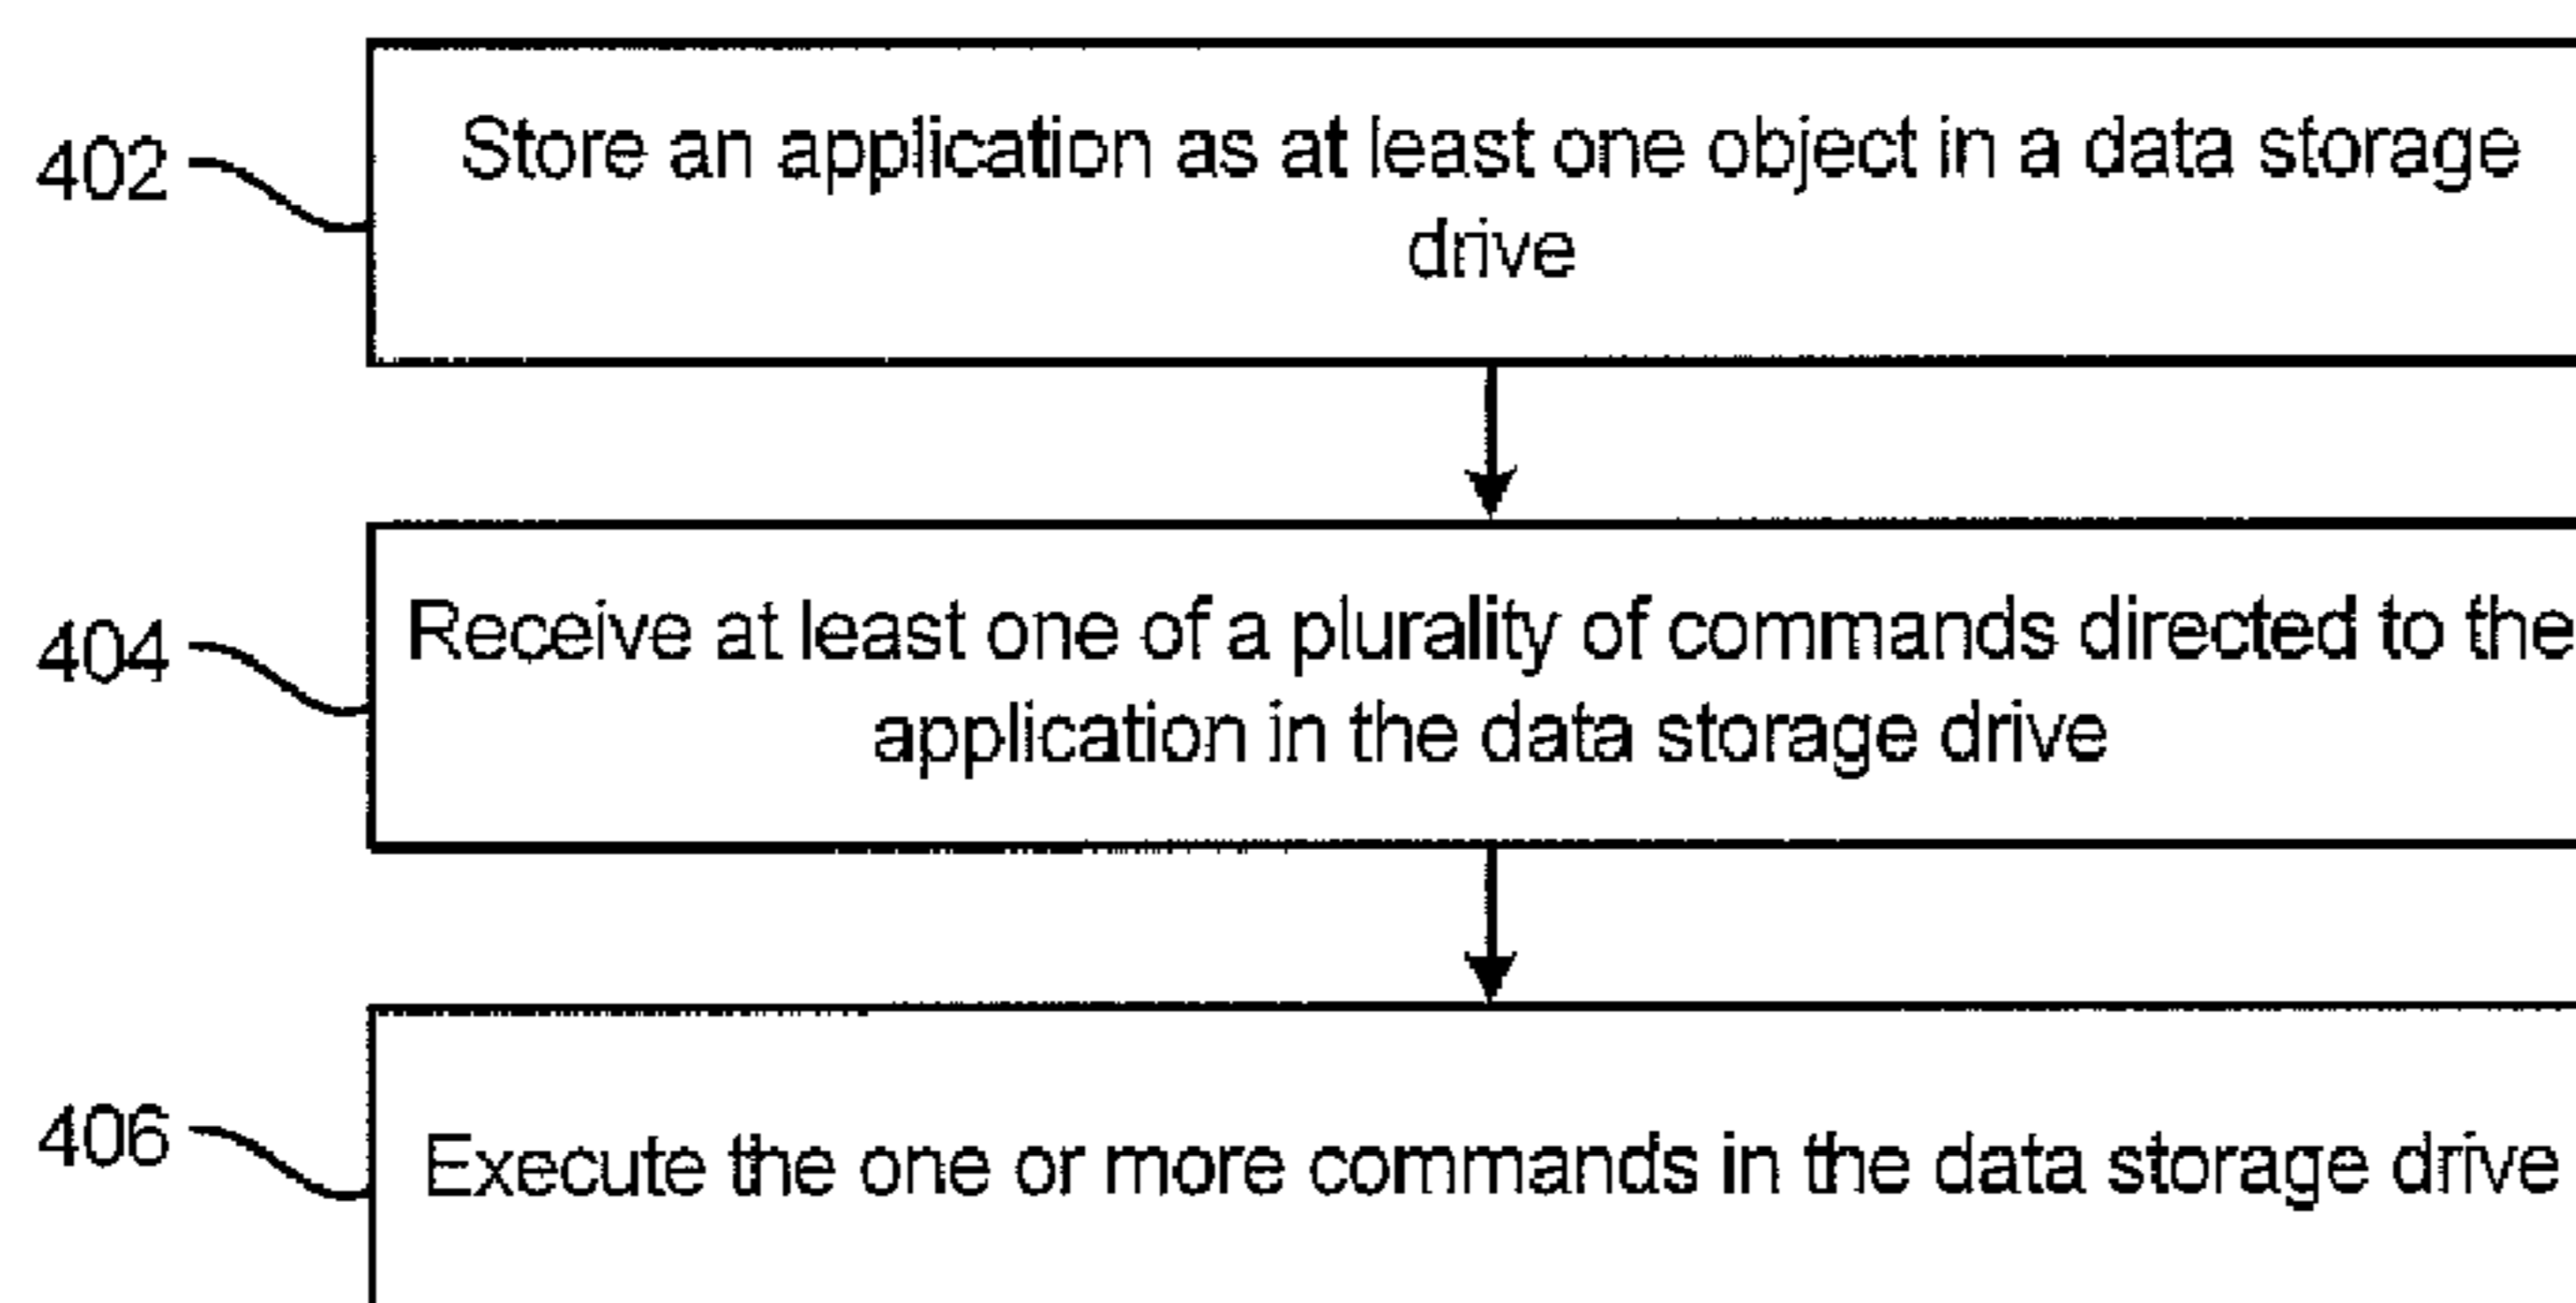 402
Store an application as at least one object in a data storage
drive
404
Receive at least one of a plurality of commands directed to the
application in the data storage drive
406
Execute the one or more commands in the data storage drive